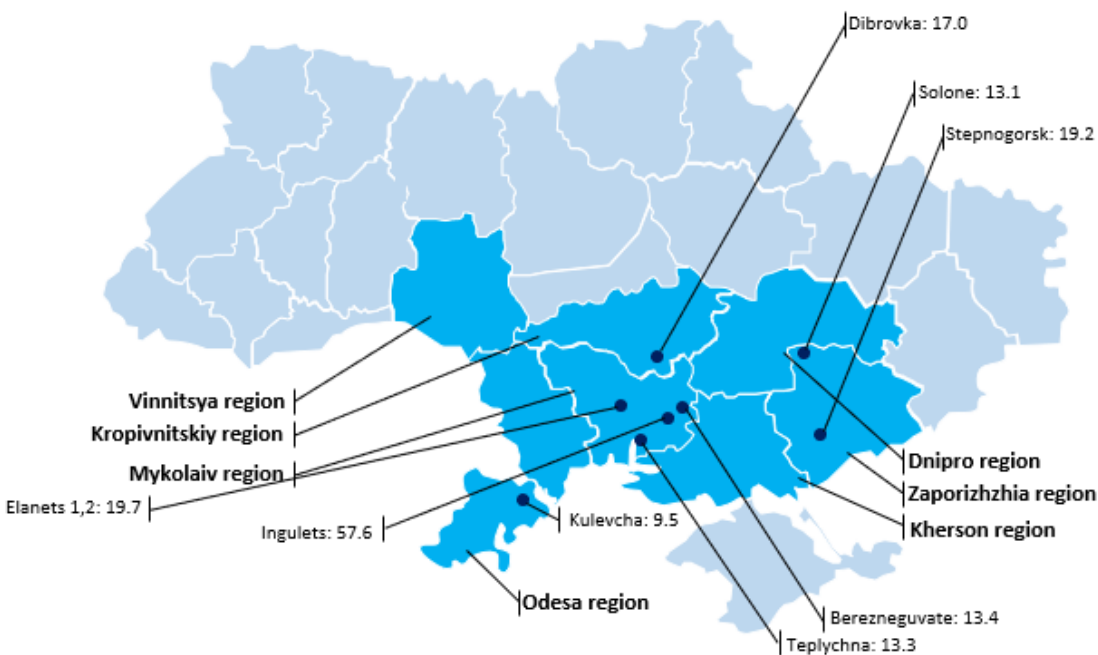 Dibrovka: 17.0
Solone: 13.1
Stepnogorsk: 19.2
Vinnitsya region
Kropivnitskiy region
Mykolaiv region
Elanets 1,2: 19.7
Ingulets: 57.6
Kulevcha: 9.5
Dnipro region
Zaporizhzhia region
Kherson region
Odesa region
Berezneguvate: 13.4
Teplychna: 13.3